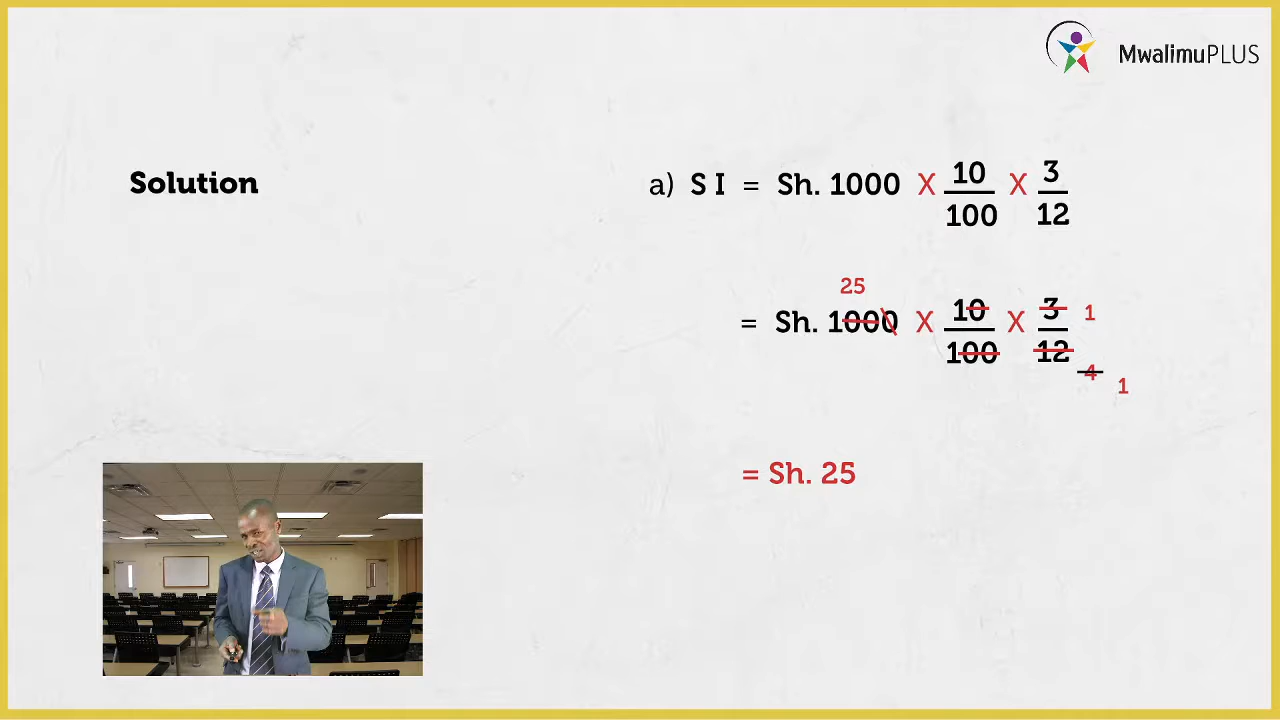 MwalimuPLUS
Solution
a) S I = Sh. 1000 X 10/100 X 3/12
25
= Sh. 1000 X 10/100 X 3/12 1
4
1
= Sh. 25